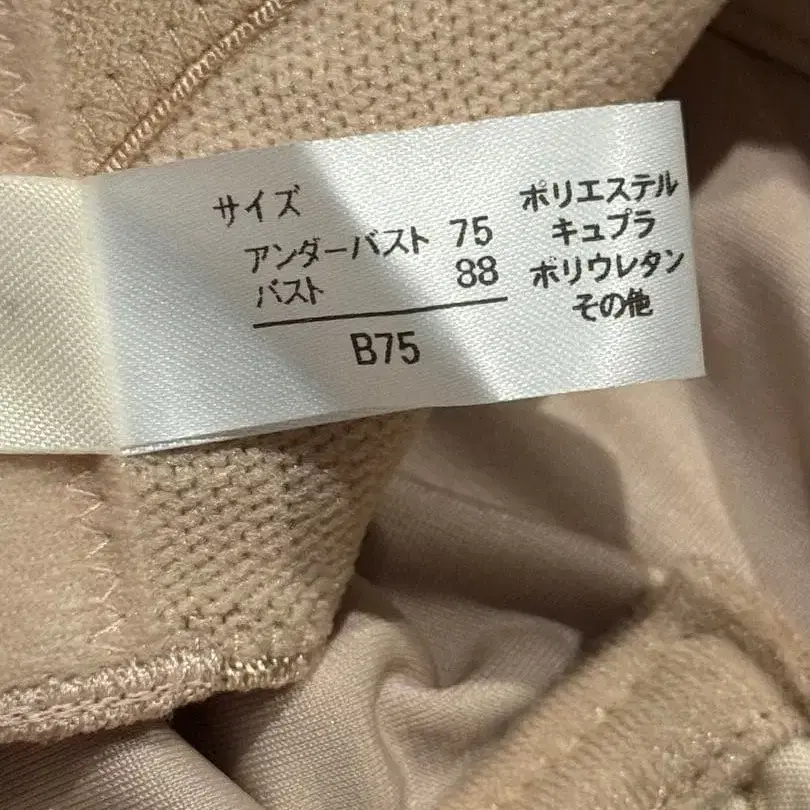 サイズ
アンダーバスト 75
バスト 88
B75
ポリエステル
キュプラ
ポリウレタン
その他